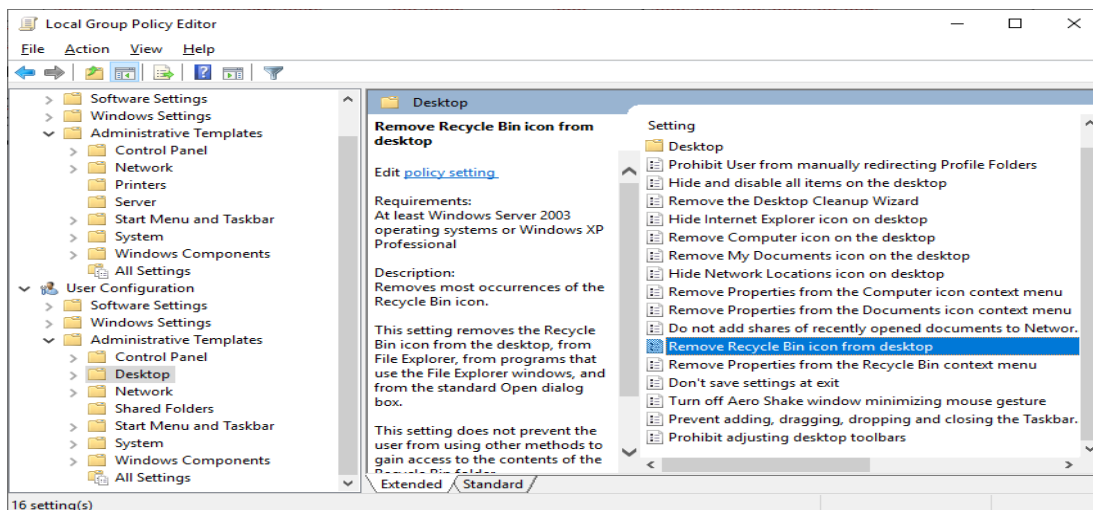 Local Group Policy Editor
File Action View Help
Software Settings
Windows Settings
Administrative Templates
Control Panel
Network
Printers
Server
Start Menu and Taskbar
System
Windows Components
All Settings
User Configuration
Software Settings
Windows Settings
Administrative Templates
Control Panel
Desktop
Network
Shared Folders
Start Menu and Taskbar
System
Windows Components
All Settings
Desktop
Remove Recycle Bin icon from
desktop
Edit policy setting
Requirements:
At least Windows Server 2003
operating systems or Windows XP
Professional
Description:
Removes most occurrences of the
Recycle Bin icon.
This setting removes the Recycle
Bin icon from the desktop, from
File Explorer, from programs that
use the File Explorer windows, and
from the standard Open dialog
box.
This setting does not prevent the
user from using other methods to
gain access to the contents of the
Recycle Bin folder
Setting
Desktop
Prohibit User from manually redirecting Profile Folders
Hide and disable all items on the desktop
Remove the Desktop Cleanup Wizard
Hide Internet Explorer icon on desktop
Remove Computer icon on the desktop
Remove My Documents icon on the desktop
Hide Network Locations icon on desktop
Remove Properties from the Computer icon context menu
Remove Properties from the Documents icon context menu
Do not add shares of recently opened documents to Networ.
Remove Recycle Bin icon from desktop
Remove Properties from the Recycle Bin context menu
Don't save settings at exit
Turn off Aero Shake window minimizing mouse gesture
Prevent adding, dragging, dropping and closing the Taskbar.
Prohibit adjusting desktop toolbars
Extended Standard
16 setting(s)